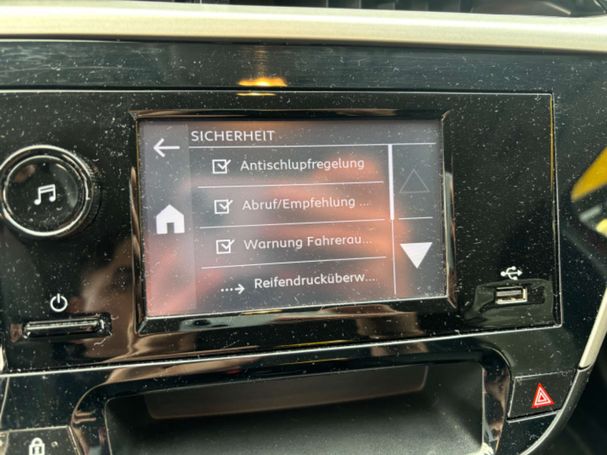 SICHERHEIT
Antischlupfregelung
Abruf/Empfehlung ...
Warnung Fahrerau...
Reifendrucküberw...